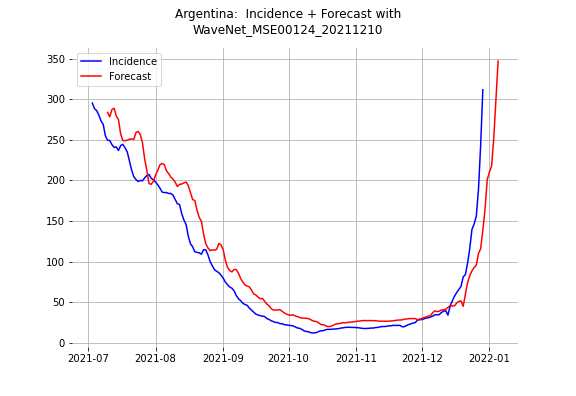 Argentina:  Incidence + Forecast with
WaveNet_MSE00124_20211210
Incidence
Forecast
350
300
250
200
150
100
50
0
2021-07 2021-08 2021-09 2021-10 2021-11 2021-12 2022-01